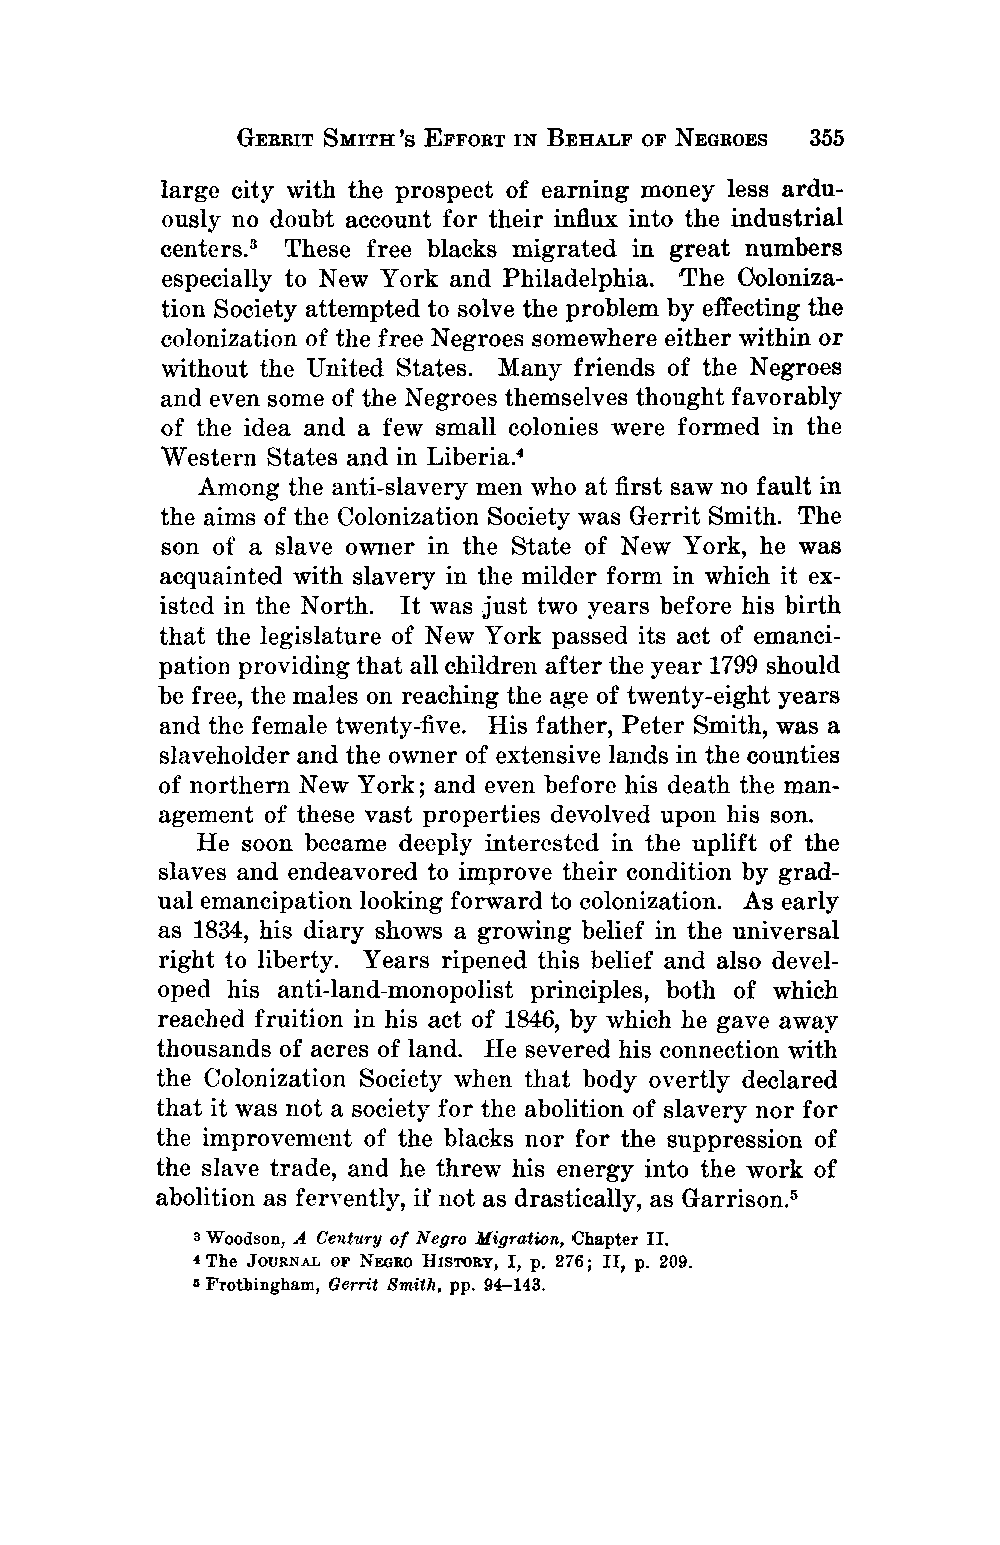 GERRIT SMITH'S EFFORT IN BEHALF OF NEGROES 355
large city with the prospect of earning money less ardu-
ously no doubt account for their influx into the industrial
centers.³ These free blacks migrated in great numbers
especially to New York and Philadelphia. The Coloniza-
tion Society attempted to solve the problem by effecting the
colonization of the free Negroes somewhere either within or
without the United States. Many friends of the Negroes
and even some of the Negroes themselves thought favorably
of the idea and a few small colonies were formed in the
Western States and in Liberia.⁴
Among the anti-slavery men who at first saw no fault in
the aims of the Colonization Society was Gerrit Smith. The
son of a slave owner in the State of New York, he was
acquainted with slavery in the milder form in which it ex-
isted in the North. It was just two years before his birth
that the legislature of New York passed its act of emanci-
pation providing that all children after the year 1799 should
be free, the males on reaching the age of twenty-eight years
and the female twenty-five. His father, Peter Smith, was a
slaveholder and the owner of extensive lands in the counties
of northern New York; and even before his death the man-
agement of these vast properties devolved upon his son.
He soon became deeply interested in the uplift of the
slaves and endeavored to improve their condition by grad-
ual emancipation looking forward to colonization. As early
as 1834, his diary shows a growing belief in the universal
right to liberty. Years ripened this belief and also devel-
oped his anti-land-monopolist principles, both of which
reached fruition in his act of 1846, by which he gave away
thousands of acres of land. He severed his connection with
the Colonization Society when that body overtly declared
that it was not a society for the abolition of slavery nor for
the improvement of the blacks nor for the suppression of
the slave trade, and he threw his energy into the work of
abolition as fervently, if not as drastically, as Garrison.⁵
³ Woodson, A Century of Negro Migration, Chapter II.
⁴ The JOURNAL OF NEGRO HISTORY, I, p. 276; II, p. 209.
⁵ Frothingham, Gerrit Smith, pp. 94–143.